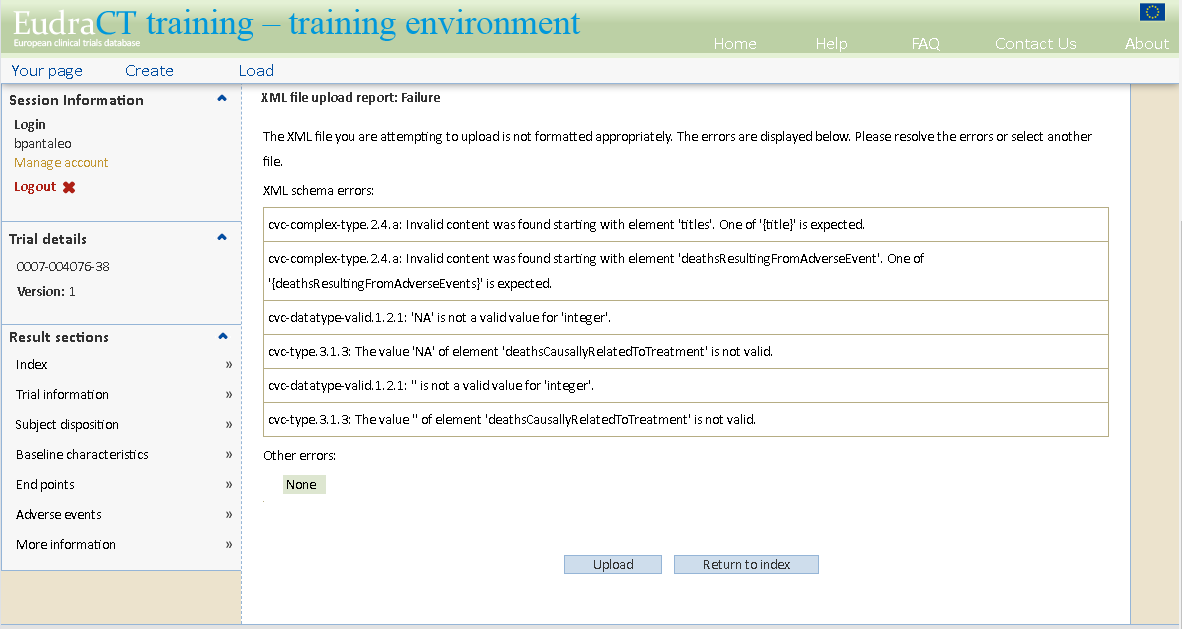 EudraCT training – training environment
European clinical trials database
Home Help FAQ Contact Us About
Your page Create Load
Session Information
Login
bpantaleo
Manage account
Logout
Trial details
0007-004076-38
Version: 1
Result sections
Index »
Trial information »
Subject disposition »
Baseline characteristics »
End points »
Adverse events »
More information »
XML file upload report: Failure
The XML file you are attempting to upload is not formatted appropriately. The errors are displayed below. Please resolve the errors or select another
file.
XML schema errors:
cvc-complex-type.2.4.a: Invalid content was found starting with element 'titles'. One of '{title}' is expected.
cvc-complex-type.2.4.a: Invalid content was found starting with element 'deathsResultingFromAdverseEvent'. One of
'{deathsResultingFromAdverseEvents}' is expected.
cvc-datatype-valid.1.2.1: 'NA' is not a valid value for 'integer'.
cvc-type.3.1.3: The value 'NA' of element 'deathsCausallyRelatedToTreatment' is not valid.
cvc-datatype-valid.1.2.1: '' is not a valid value for 'integer'.
cvc-type.3.1.3: The value '' of element 'deathsCausallyRelatedToTreatment' is not valid.
Other errors:
None
Upload Return to index